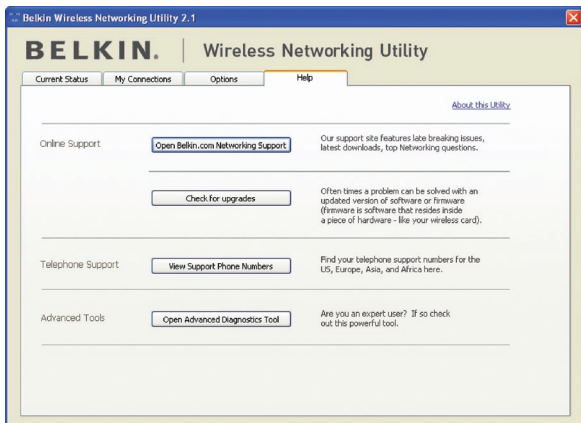 Belkin Wireless Networking Utility 2.1
BELKIN. | Wireless Networking Utility
Current Status My Connections Options Help
About this Utility
Online Support
Open Belkin.com Networking Support
Our support site features late breaking issues,
latest downloads, top Networking questions.
Check for upgrades
Often times a problem can be solved with an
updated version of software or firmware
(firmware is software that resides inside
a piece of hardware - like your wireless card).
Telephone Support
View Support Phone Numbers
Find your telephone support numbers for the
US, Europe, Asia, and Africa here.
Advanced Tools
Open Advanced Diagnostics Tool
Are you an expert user? If so check
out this powerful tool.